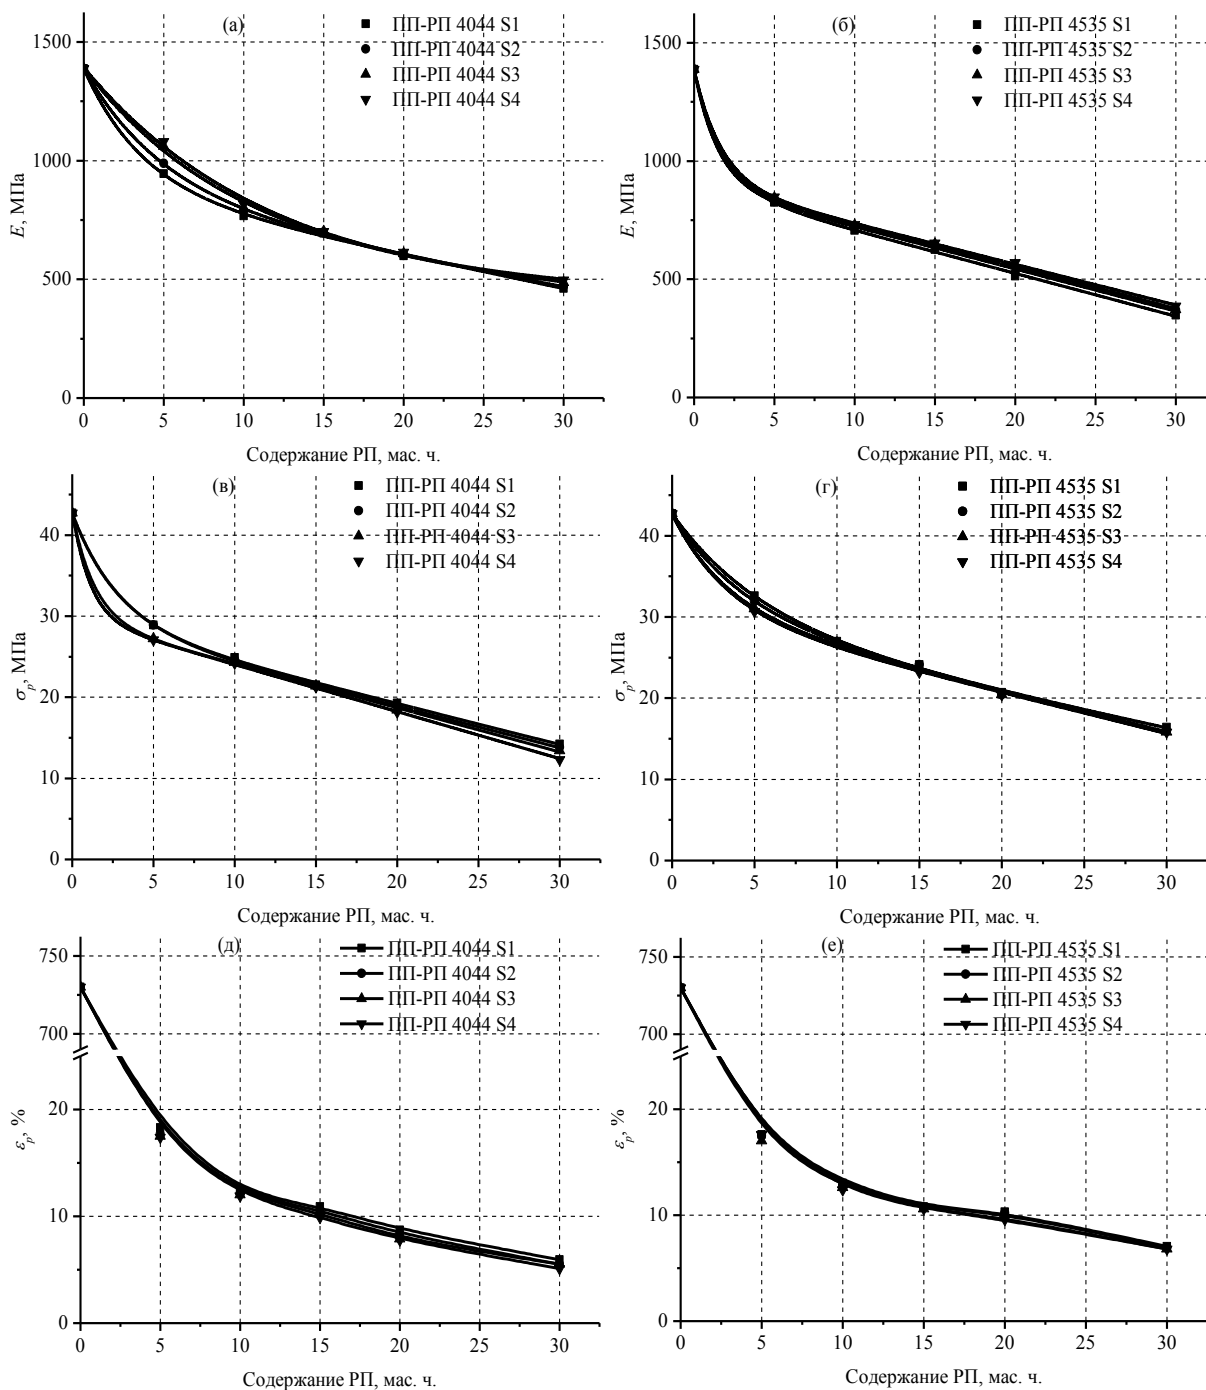 (а)
ПП-РП 4044 S1
ПП-РП 4044 S2
ПП-РП 4044 S3
ПП-РП 4044 S4
1500
1000
500
0
E, МПа
0 5 10 15 20 25 30
Содержание РП, мас. ч.
(б)
ПП-РП 4535 S1
ПП-РП 4535 S2
ПП-РП 4535 S3
ПП-РП 4535 S4
1500
1000
500
0
E, МПа
0 5 10 15 20 25 30
Содержание РП, мас. ч.
(в)
ПП-РП 4044 S1
ПП-РП 4044 S2
ПП-РП 4044 S3
ПП-РП 4044 S4
40
30
20
10
0
σp, МПа
0 5 10 15 20 25 30
Содержание РП, мас. ч.
(г)
ПП-РП 4535 S1
ПП-РП 4535 S2
ПП-РП 4535 S3
ПП-РП 4535 S4
40
30
20
10
0
σp, МПа
0 5 10 15 20 25 30
Содержание РП, мас. ч.
(д)
ПП-РП 4044 S1
ПП-РП 4044 S2
ПП-РП 4044 S3
ПП-РП 4044 S4
750
700
20
10
0
εp, %
0 5 10 15 20 25 30
Содержание РП, мас. ч.
(е)
ПП-РП 4535 S1
ПП-РП 4535 S2
ПП-РП 4535 S3
ПП-РП 4535 S4
750
700
20
10
0
εp, %
0 5 10 15 20 25 30
Содержание РП, мас. ч.